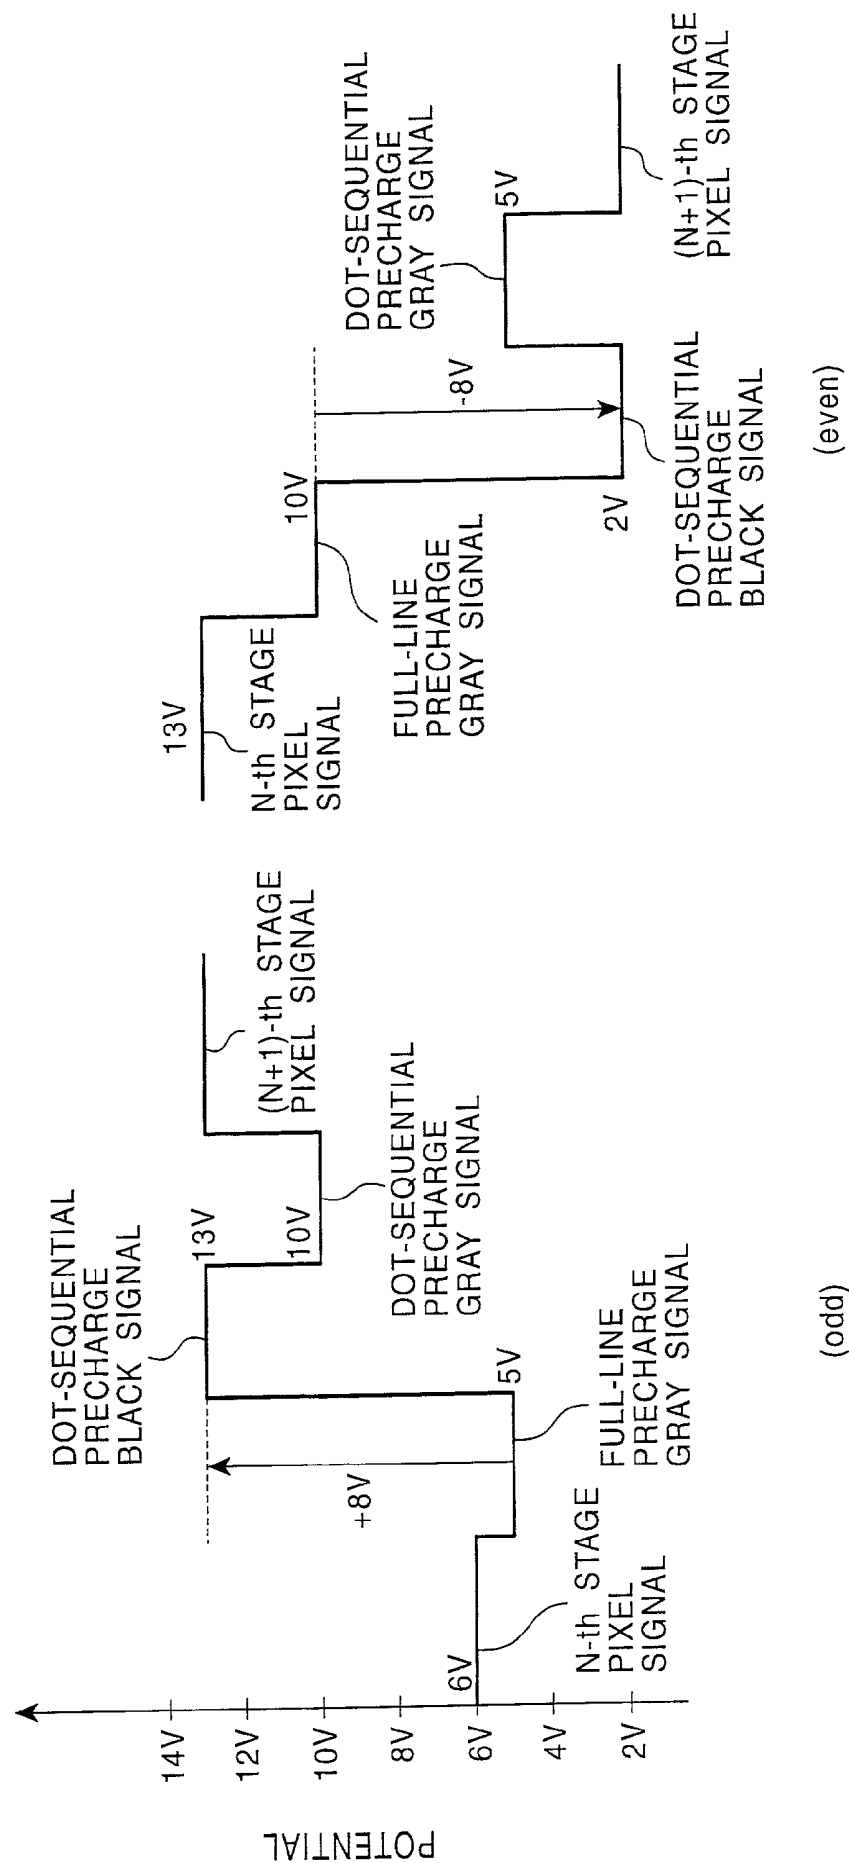 POTENTIAL
14V
12V
10V
8V
6V
4V
2V
6V
N-th STAGE
PIXEL
SIGNAL
+8V
5V
FULL-LINE
PRECHARGE
GRAY SIGNAL
DOT-SEQUENTIAL
PRECHARGE
BLACK SIGNAL
13V
10V
DOT-SEQUENTIAL
PRECHARGE
GRAY SIGNAL
(N+1)-th STAGE
PIXEL SIGNAL
(odd)
13V
N-th STAGE
PIXEL
SIGNAL
10V
FULL-LINE
PRECHARGE
GRAY SIGNAL
-8V
2V
DOT-SEQUENTIAL
PRECHARGE
BLACK SIGNAL
DOT-SEQUENTIAL
PRECHARGE
GRAY SIGNAL
5V
(N+1)-th STAGE
PIXEL SIGNAL
(even)